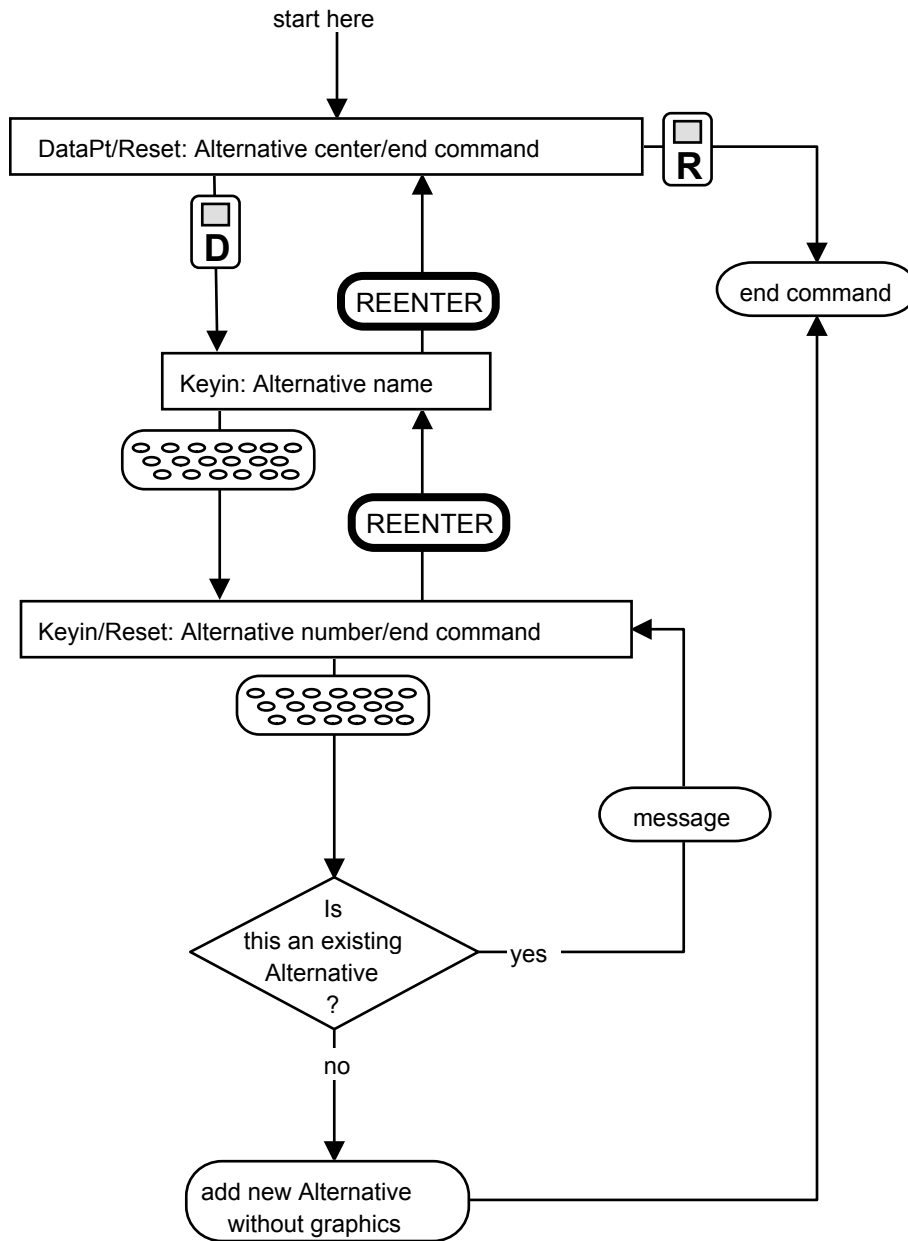 start here
DataPt/Reset: Alternative center/end command
R
D
end command
REENTER
Keyin: Alternative name
REENTER
Keyin/Reset: Alternative number/end command
message
Is
this an existing
Alternative
?
yes
no
add new Alternative
without graphics